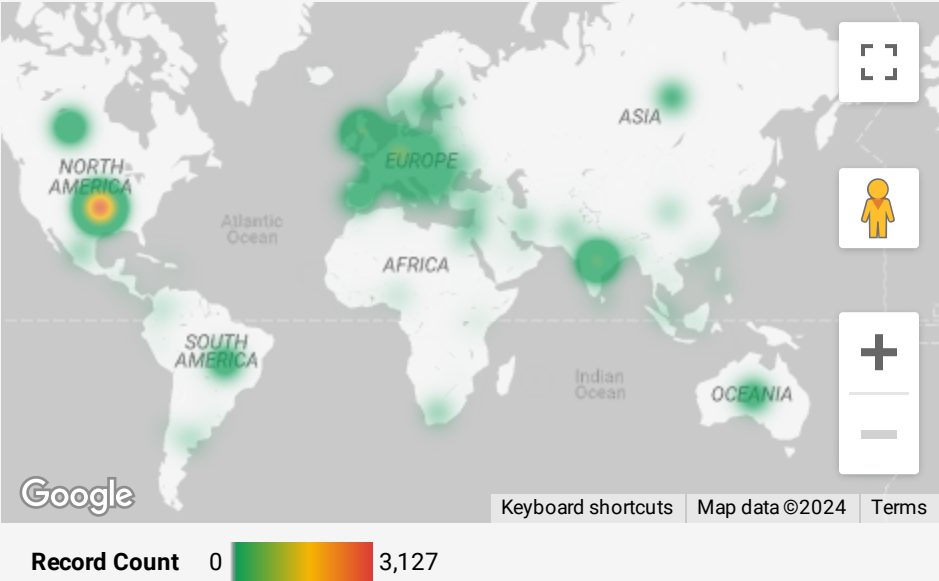 ASIA
EUROPE
NORTH
AMERICA
Atlantic
Ocean
AFRICA
SOUTH
AMERICA
Indian
Ocean
OCEANIA
Google
Keyboard shortcuts
Map data ©2024
Terms
Record Count 0 3,127